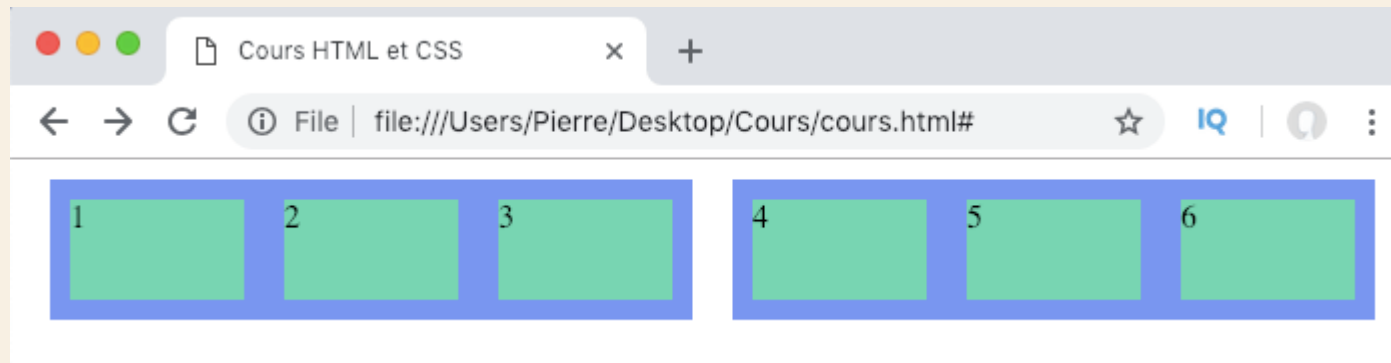 Cours HTML et CSS
File file:///Users/Pierre/Desktop/Cours/cours.html# IQ
1 2 3 4 5 6